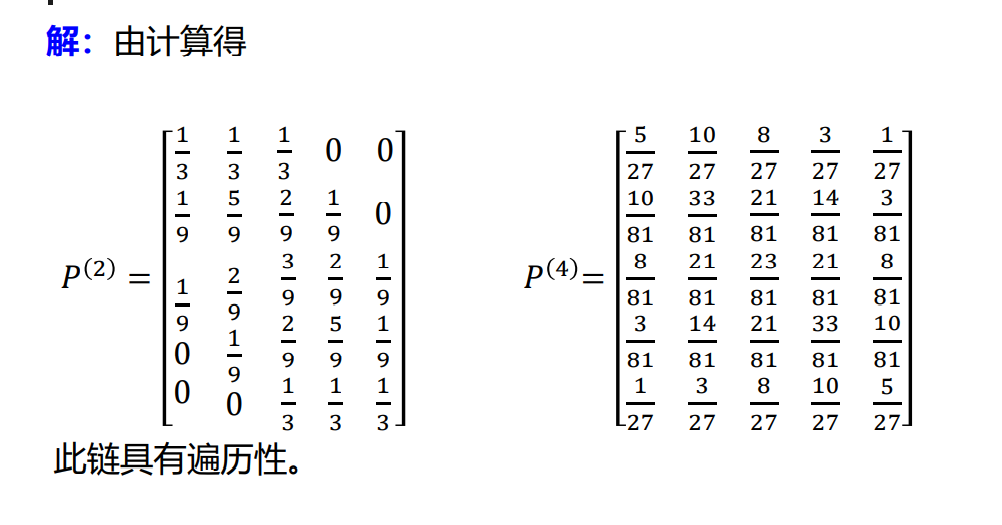 解：由计算得
P^{(2)} = \begin{bmatrix} \frac{1}{3} & \frac{1}{3} & \frac{1}{3} & 0 & 0 \\ \frac{1}{9} & \frac{5}{9} & \frac{2}{9} & \frac{1}{9} & 0 \\ \frac{1}{9} & \frac{2}{9} & \frac{3}{9} & \frac{2}{9} & \frac{1}{9} \\ 0 & \frac{1}{9} & \frac{2}{9} & \frac{5}{9} & \frac{1}{9} \\ 0 & 0 & \frac{1}{3} & \frac{1}{3} & \frac{1}{3} \end{bmatrix} P^{(4)} = \begin{bmatrix} \frac{5}{27} & \frac{10}{27} & \frac{8}{27} & \frac{3}{27} & \frac{1}{27} \\ \frac{10}{81} & \frac{33}{81} & \frac{21}{81} & \frac{14}{81} & \frac{3}{81} \\ \frac{8}{81} & \frac{21}{81} & \frac{23}{81} & \frac{21}{81} & \frac{8}{81} \\ \frac{3}{81} & \frac{14}{81} & \frac{21}{81} & \frac{33}{81} & \frac{10}{81} \\ \frac{1}{27} & \frac{3}{27} & \frac{8}{27} & \frac{10}{27} & \frac{5}{27} \end{bmatrix}
此链具有遍历性。